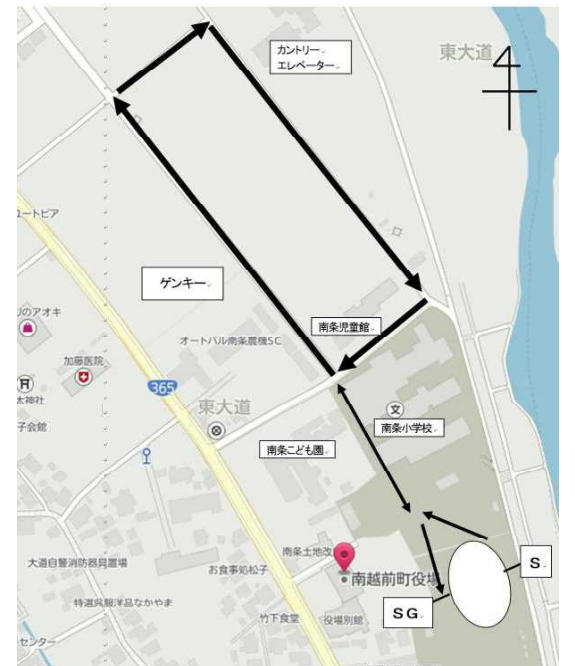 カントリー
エレベーター
東大道
ユートピア
ゲンキー
のアオキ
オートパル南条農機SC
南条児童館
加藤医院
365
東大道
太神社
子会館
文
南条小学校
南条こども園
南条土地改
大道自警消防器具置場
お食事処松子
南越前町役場
S
特選呉服洋品なかやま
SG
竹下食堂
役場別館
センター